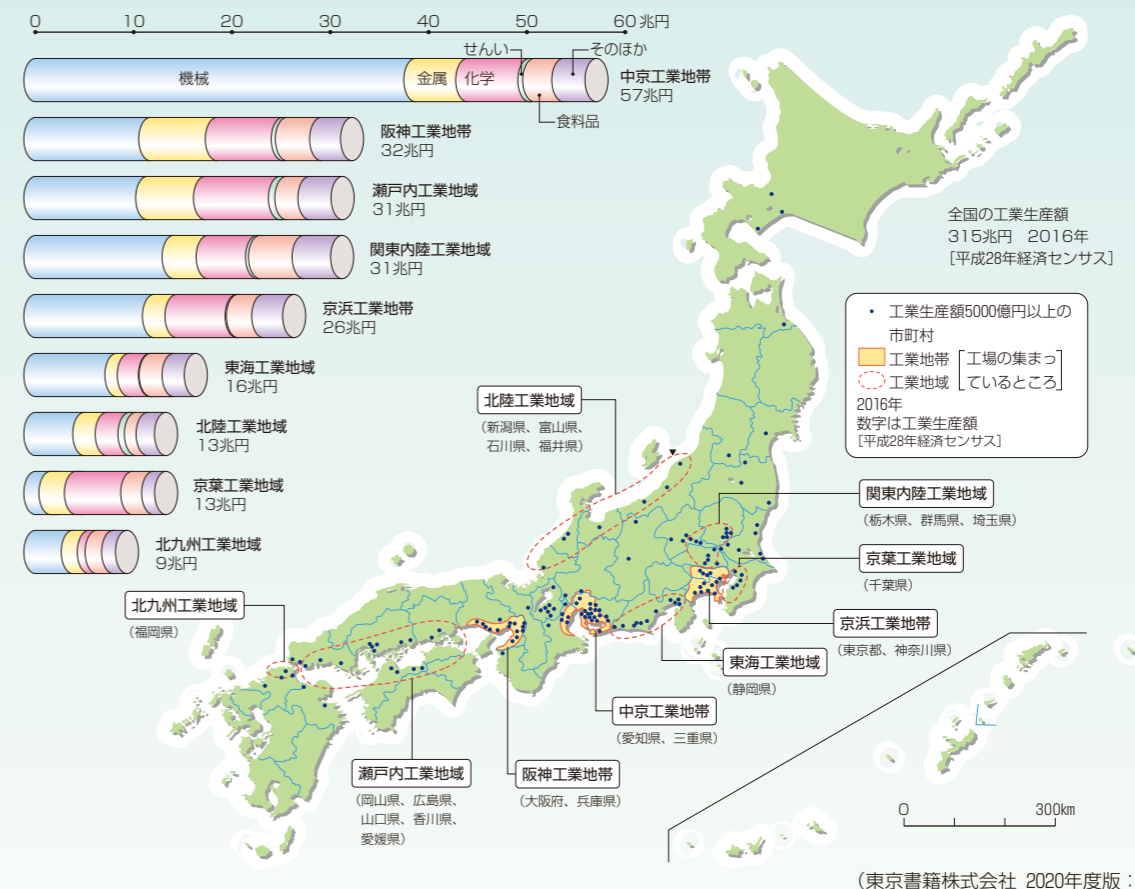 0 10 20 30 40 50 60 兆円
せんい
そのほか
機械
金属
化学
食料品
中京工業地帯
57兆円
阪神工業地帯
32兆円
瀬戸内工業地域
31兆円
関東内陸工業地域
31兆円
京浜工業地帯
26兆円
東海工業地域
16兆円
北陸工業地域
13兆円
京葉工業地域
13兆円
北九州工業地域
9兆円
全国の工業生産額
315兆円 2016年
[平成28年経済センサス]
• 工業生産額5000億円以上の
市町村
工業地帯
工業地域
[工場の集まっ
ているところ]
2016年
数字は工業生産額
[平成28年経済センサス]
北陸工業地域
(新潟県、富山県、
石川県、福井県)
関東内陸工業地域
(栃木県、群馬県、埼玉県)
京葉工業地域
(千葉県)
京浜工業地帯
(東京都、神奈川県)
東海工業地域
(静岡県)
中京工業地帯
(愛知県、三重県)
阪神工業地帯
(大阪府、兵庫県)
瀬戸内工業地域
(岡山県、広島県、
山口県、香川県、
愛媛県)
北九州工業地域
(福岡県)
0 300km
(東京書籍株式会社 2020年度版: